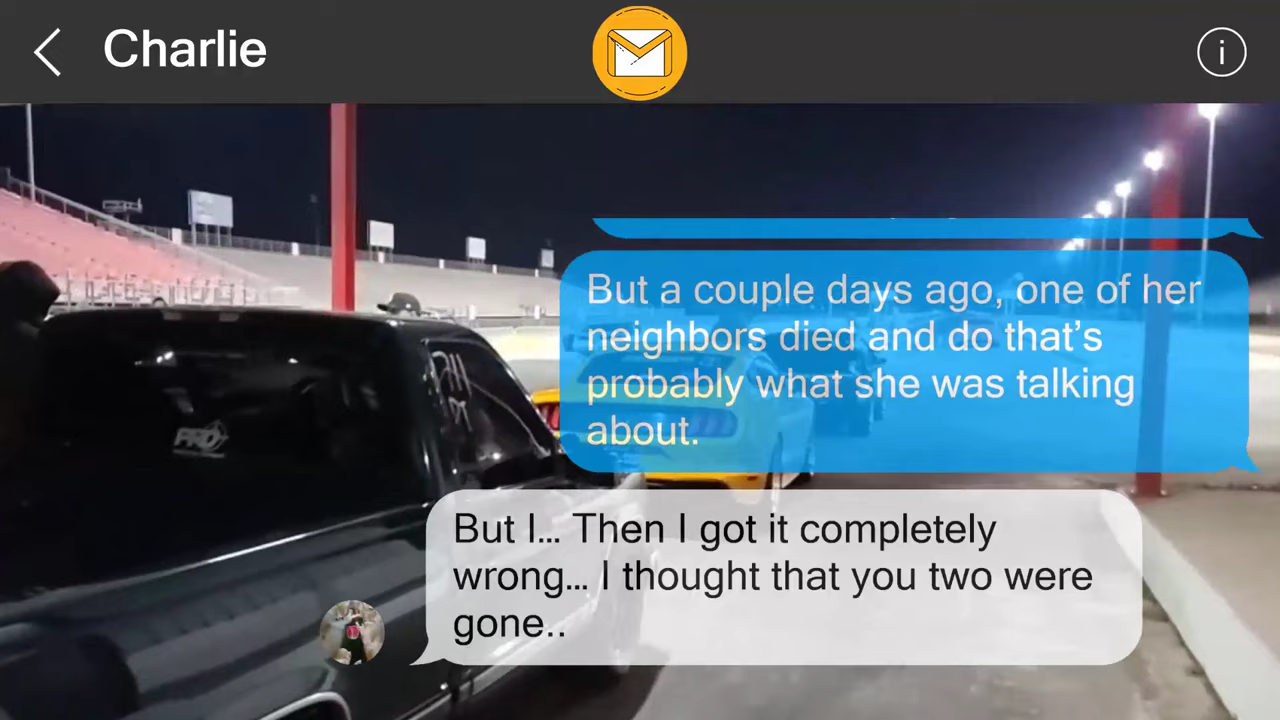 Charlie
i
But a couple days ago, one of her
neighbors died and do that’s
probably what she was talking
about.
But I... Then I got it completely
wrong... I thought that you two were
gone..
PRO